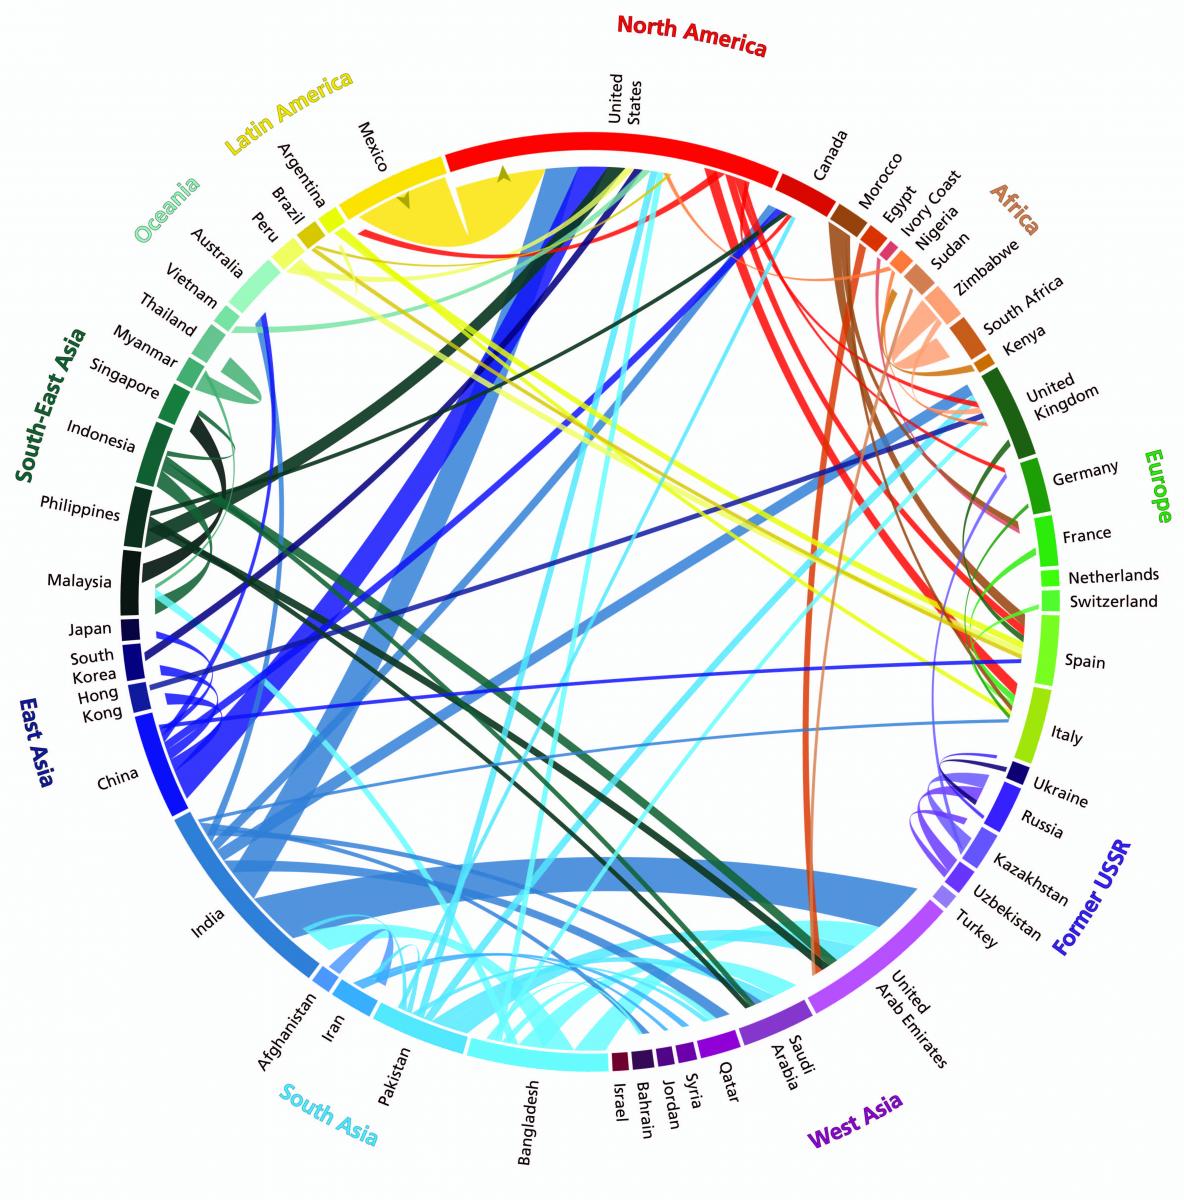 North America
United
States
Canada
Morocco
Egypt
Ivory Coast
Nigeria
Sudan
Zimbabwe
South Africa
Kenya
Africa
United
Kingdom
Germany
France
Netherlands
Switzerland
Spain
Italy
Europe
Ukraine
Russia
Kazakhstan
Uzbekistan
Turkey
Former USSR
United
Arab Emirates
Saudi
Arabia
Qatar
Syria
Jordan
Bahrain
Israel
West Asia
Bangladesh
Pakistan
Iran
Afghanistan
India
South Asia
China
Hong
Kong
South
Korea
Japan
East Asia
Malaysia
Philippines
Indonesia
Singapore
Myanmar
Thailand
Vietnam
South-East Asia
Australia
Oceania
Peru
Brazil
Argentina
Mexico
Latin America